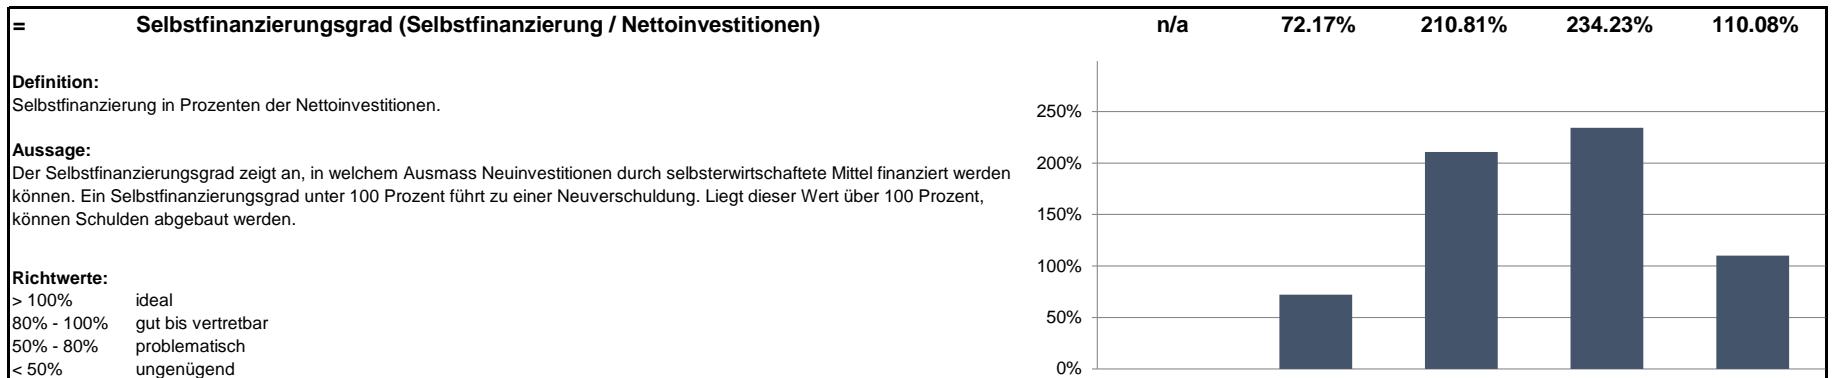 = Selbstfinanzierungsgrad (Selbstfinanzierung / Nettoinvestitionen) n/a 72.17% 210.81% 234.23% 110.08%
Definition:
Selbstfinanzierung in Prozenten der Nettoinvestitionen.
Aussage:
Der Selbstfinanzierungsgrad zeigt an, in welchem Ausmass Neuinvestitionen durch selbsterwirtschaftete Mittel finanziert werden
können. Ein Selbstfinanzierungsgrad unter 100 Prozent führt zu einer Neuverschuldung. Liegt dieser Wert über 100 Prozent,
können Schulden abgebaut werden.
Richtwerte:
> 100% ideal
80% - 100% gut bis vertretbar
50% - 80% problematisch
< 50% ungenügend
250%
200%
150%
100%
50%
0%